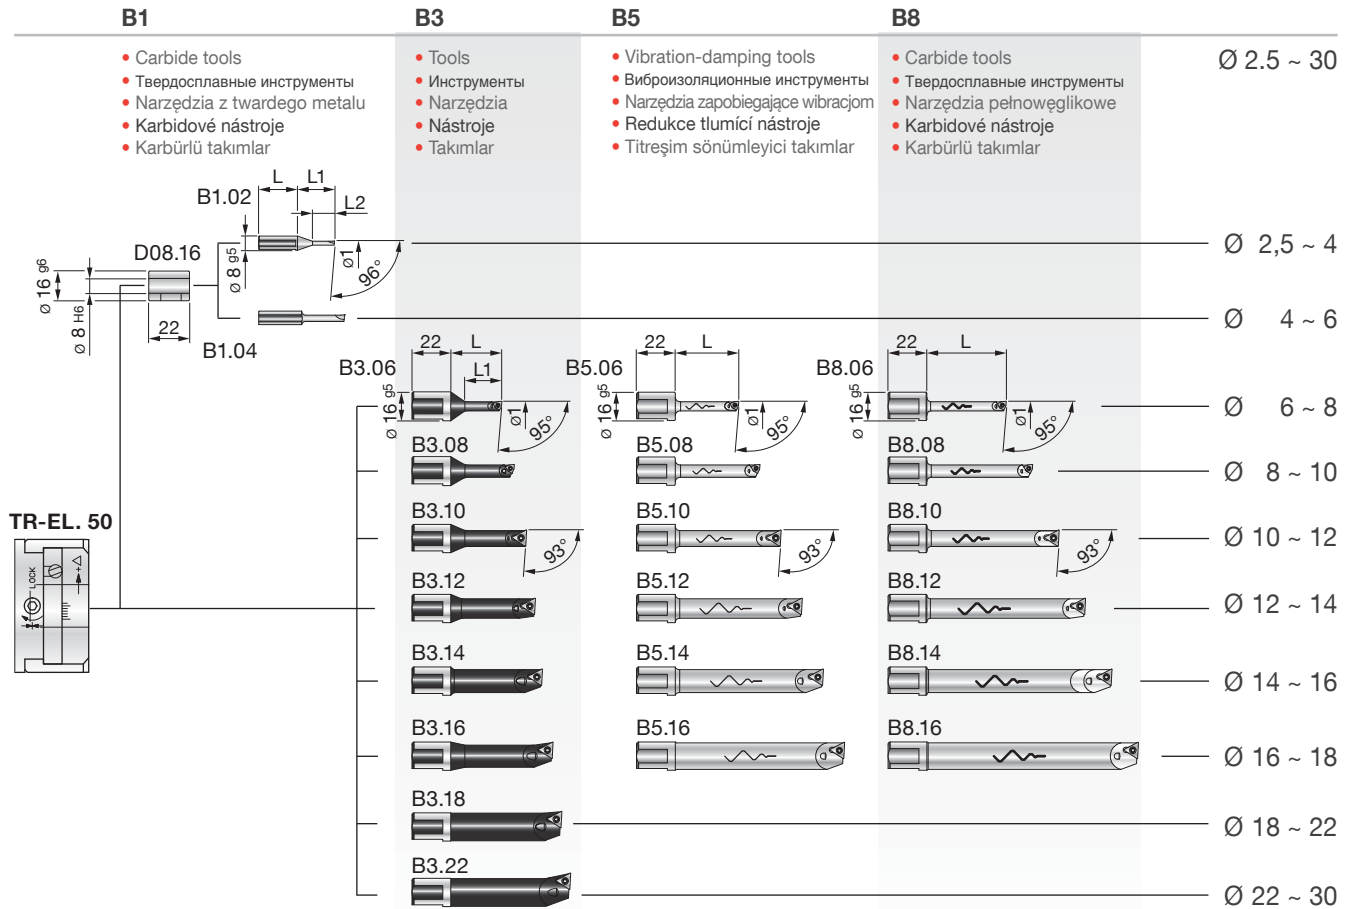 B1 B3 B5 B8
• Carbide tools
• Твердосплавные инструменты
• Narzędzia z twardego metalu
• Karbidové nástroje
• Karbürlü takımlar
• Tools
• Инструменты
• Narzędzia
• Nástroje
• Takımlar
• Vibration-damping tools
• Виброизоляционные инструменты
• Narzędzia zapobiegające wibracjom
• Redukce tlumící nástroje
• Titreşim sönümleyici takımlar
• Carbide tools
• Твердосплавные инструменты
• Narzędzia pełnowęglikowe
• Karbidové nástroje
• Karbürlü takımlar
Ø 2.5 ~ 30
L L1
B1.02 L2
D08.16
Ø 8 g5
Ø1
96°
Ø 2,5 ~ 4
Ø 16 g6
Ø 8 H6
22
B1.04
Ø 4 ~ 6
22 L
B3.06 L1
Ø 16 g5
Ø1
95°
22 L
B5.06
Ø 16 g5
Ø1
95°
22 L
B8.06
Ø 16 g5
Ø1
95°
Ø 6 ~ 8
B3.08 B5.08 B8.08
Ø 8 ~ 10
TR-EL. 50
LOCK
+△
B3.10 B5.10 B8.10
93° 93° 93°
Ø 10 ~ 12
B3.12 B5.12 B8.12
Ø 12 ~ 14
B3.14 B5.14 B8.14
Ø 14 ~ 16
B3.16 B5.16 B8.16
Ø 16 ~ 18
B3.18
Ø 18 ~ 22
B3.22
Ø 22 ~ 30